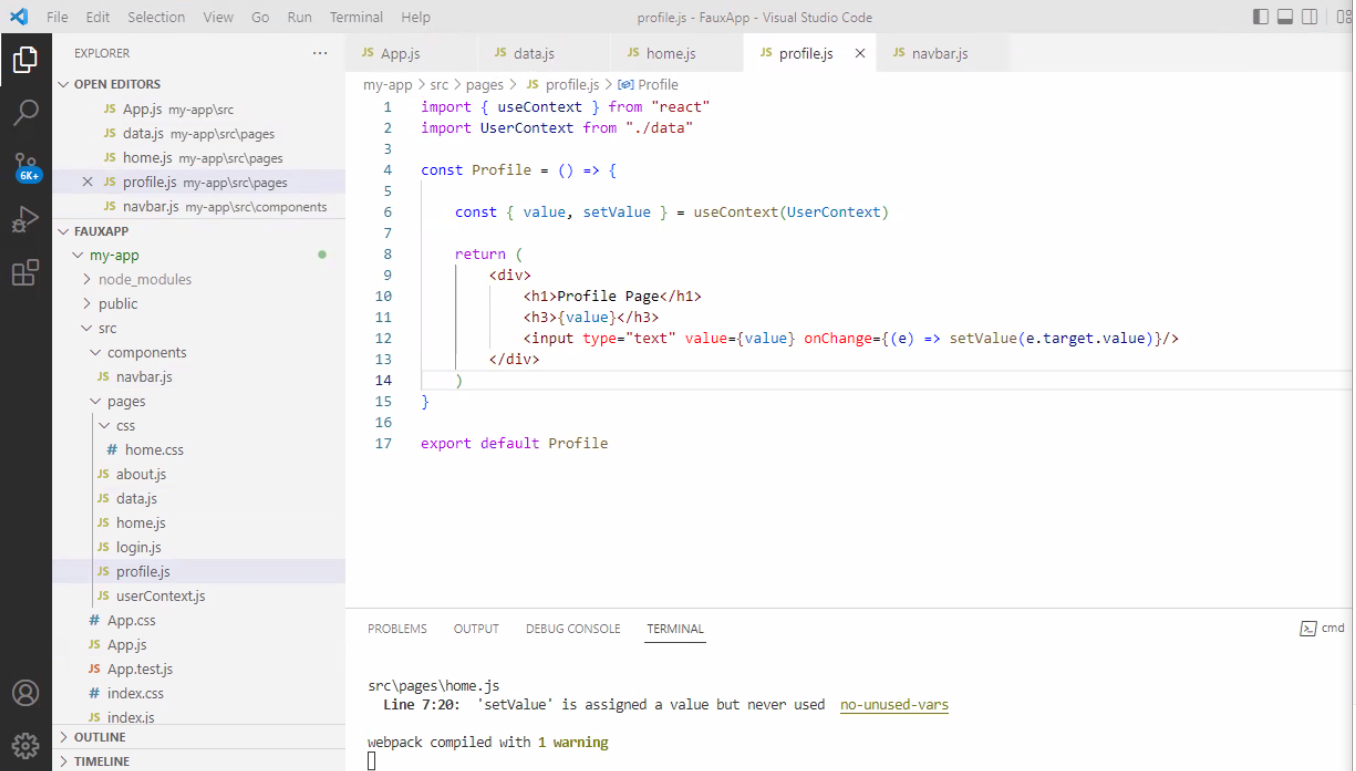 File Edit Selection View Go Run Terminal Help profile.js - FauxApp - Visual Studio Code
EXPLORER ···
OPEN EDITORS
JS App.js my-app\src
JS data.js my-app\src\pages
JS home.js my-app\src\pages
JS profile.js my-app\src\pages
JS navbar.js my-app\src\components
6K+
FAUXAPP
my-app
node_modules
public
src
components
JS navbar.js
pages
css
# home.css
JS about.js
JS data.js
JS home.js
JS login.js
JS profile.js
JS userContext.js
# App.css
JS App.js
JS App.test.js
# index.css
JS index.js
OUTLINE
TIMELINE
JS App.js JS data.js JS home.js JS profile.js JS navbar.js
my-app > src > pages > JS profile.js > Profile
1 import { useContext } from "react"
2 import UserContext from "./data"
3
4 const Profile = () => {
5
6 const { value, setValue } = useContext(UserContext)
7
8 return (
9 <div>
10 <h1>Profile Page</h1>
11 <h3>{value}</h3>
12 <input type="text" value={value} onChange={(e) => setValue(e.target.value)}/>
13 </div>
14 )
15 }
16
17 export default Profile
PROBLEMS OUTPUT DEBUG CONSOLE TERMINAL cmd
src\pages\home.js
Line 7:20: 'setValue' is assigned a value but never used no-unused-vars
webpack compiled with 1 warning